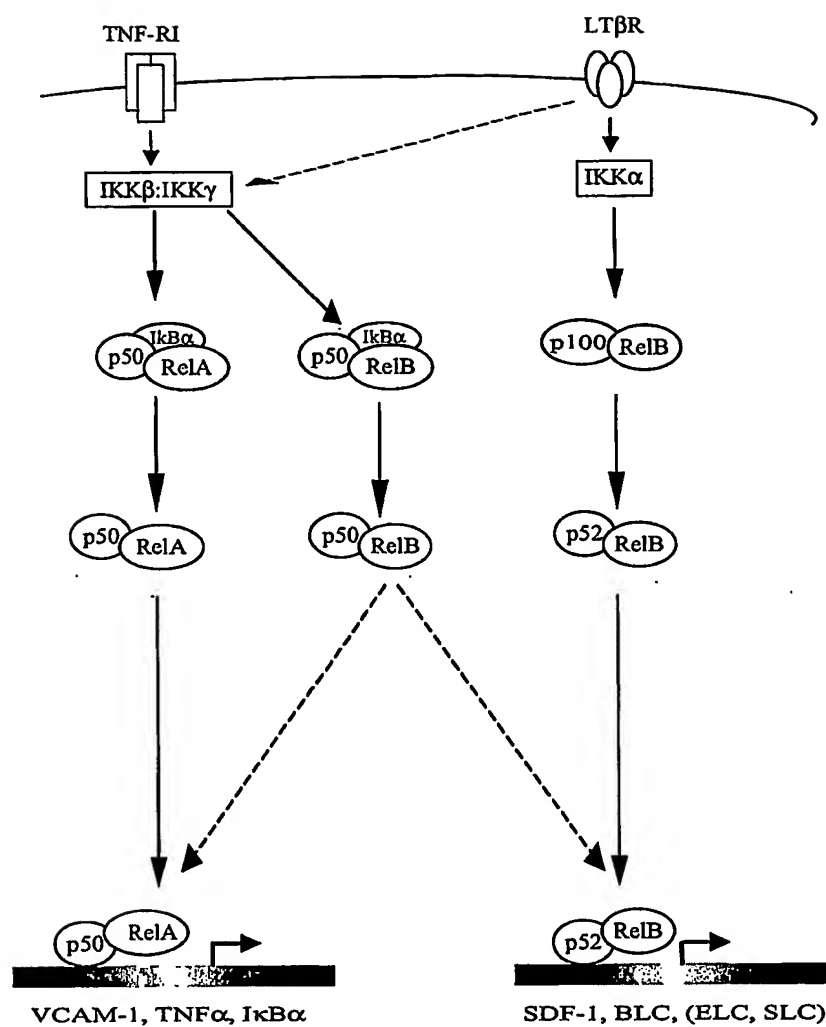 TNF-RI
LTβR
IKKβ:IKKγ
IKKα
IkBα
p50
RelA
IkBα
p50
RelB
p100
RelB
p50
RelA
p50
RelB
p52
RelB
p50
RelA
p52
RelB
VCAM-1, TNFα, IκBα
SDF-1, BLC, (ELC, SLC)